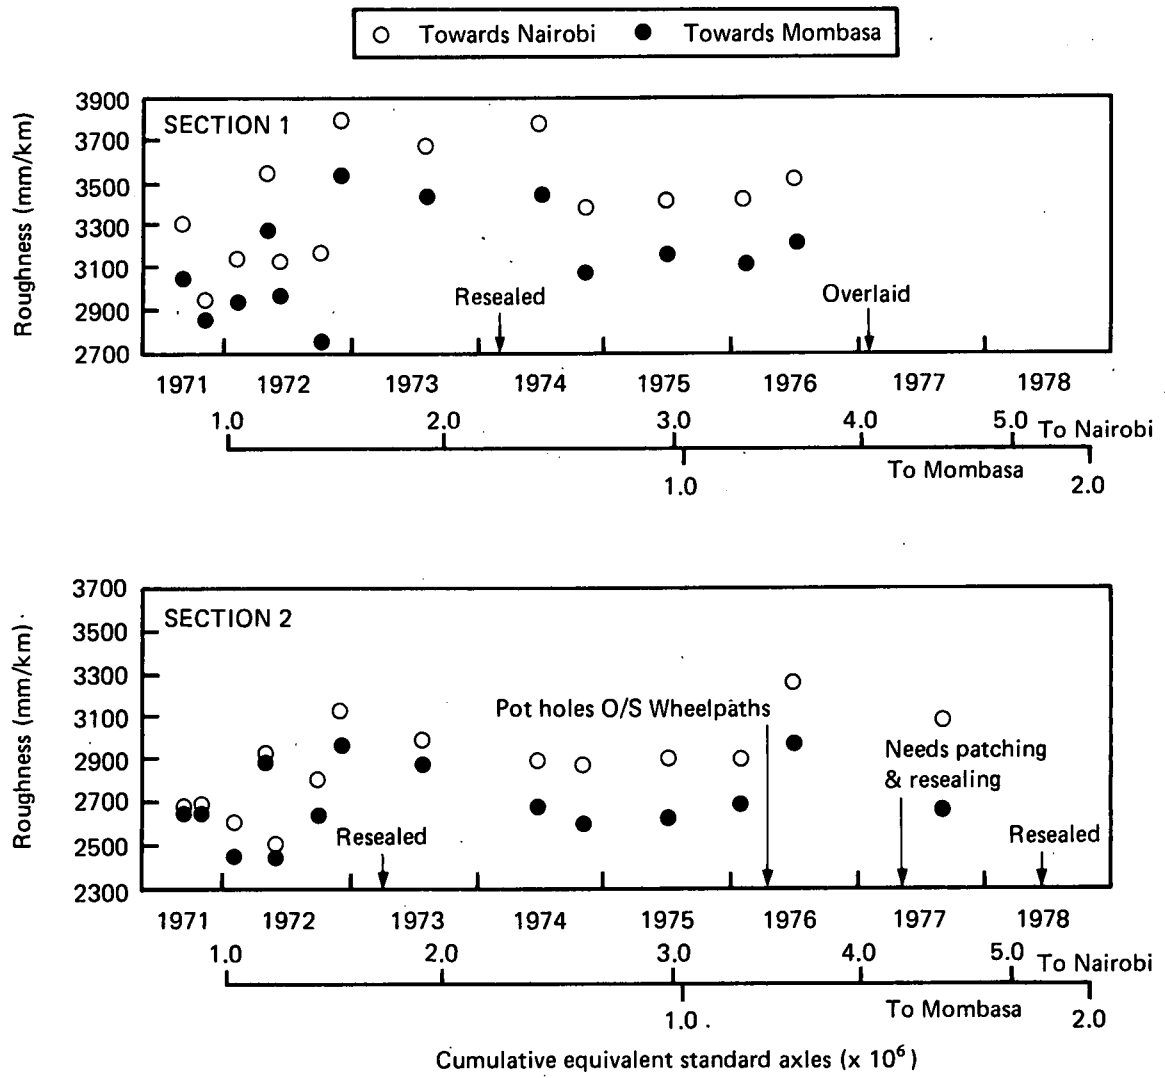 Towards Nairobi Towards Mombasa
SECTION 1
Roughness (mm/km)
3900
3700
3500
3300
3100
2900
2700
Resealed
Overlaid
1971 1972 1973 1974 1975 1976 1977 1978
1.0 2.0 3.0 4.0 5.0 To Nairobi
To Mombasa
1.0 2.0
SECTION 2
Roughness (mm/km)
3700
3500
3300
3100
2900
2700
2500
2300
Pot holes O/S Wheelpaths
Needs patching
& resealing
Resealed
Resealed
1971 1972 1973 1974 1975 1976 1977 1978
1.0 2.0 3.0 4.0 5.0 To Nairobi
To Mombasa
1.0 2.0
Cumulative equivalent standard axles (x 10⁶)